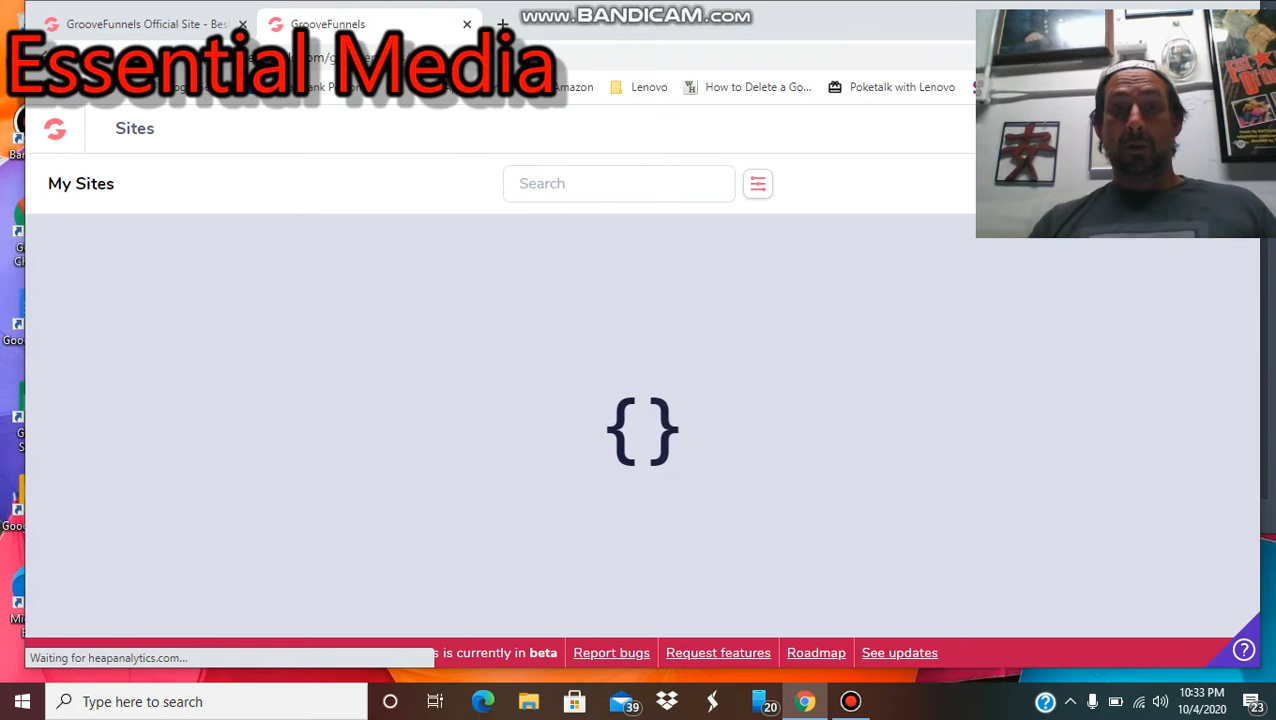 www.BANDICAM.com
GrooveFunnels Official Site - Bes
GrooveFunnels
Essential Media
Amazon
Lenovo
How to Delete a Go...
Poketalk with Lenovo
Sites
My Sites
Search
{}
Waiting for heapanalytics.com...
s is currently in beta
Report bugs
Request features
Roadmap
See updates
Type here to search
39
20
10:33 PM
10/4/2020
23